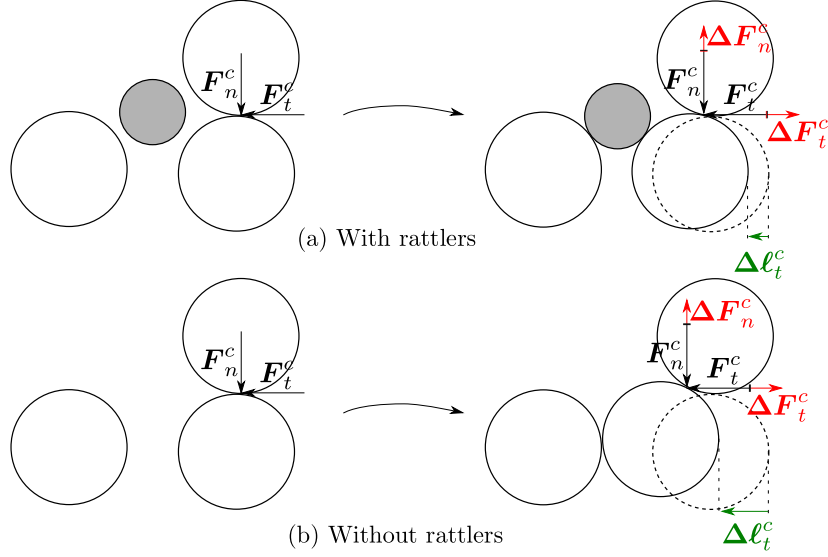 F_n^c F_t^c
ΔF_n^c
F_n^c F_t^c
ΔF_t^c
(a) With rattlers
Δℓ_t^c
F_n^c F_t^c
ΔF_n^c
F_n^c F_t^c
ΔF_t^c
(b) Without rattlers
Δℓ_t^c